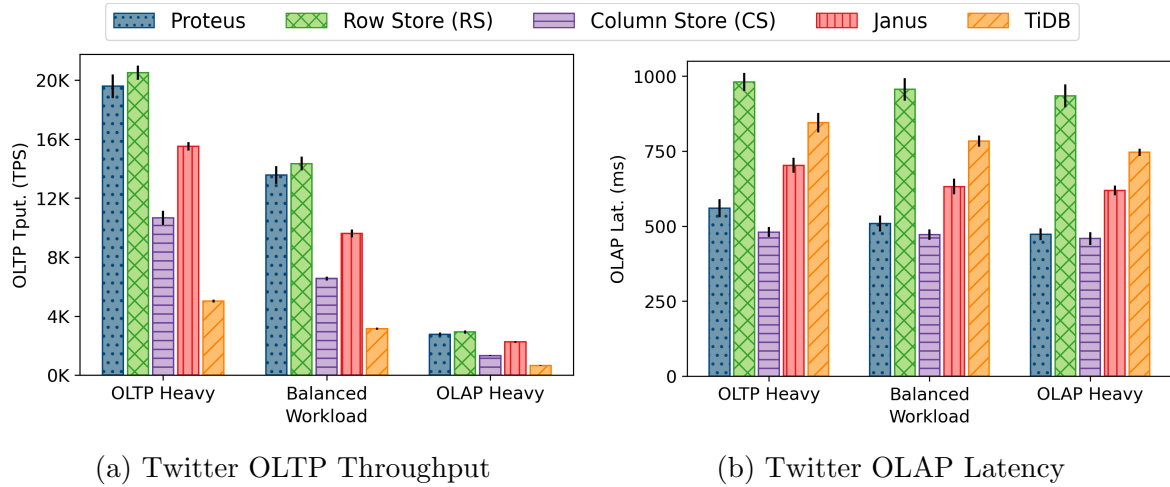 Proteus Row Store (RS) Column Store (CS) Janus TiDB
OLTP Tput. (TPS)
20K
16K
12K
8K
4K
0K
OLTP Heavy Balanced OLAP Heavy
Workload
(a) Twitter OLTP Throughput
OLAP Lat. (ms)
1000
750
500
250
0
OLTP Heavy Balanced OLAP Heavy
Workload
(b) Twitter OLAP Latency